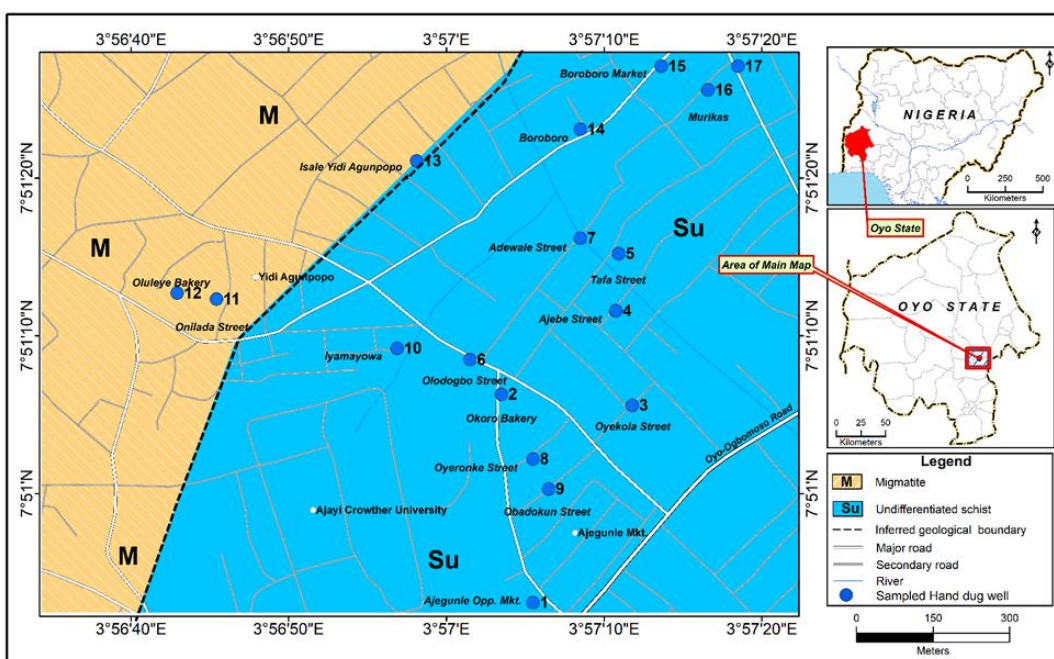 3°56'40"E 3°56'50"E 3°57'E 3°57'10"E 3°57'20"E
7°51'20"N
7°51'10"N
7°51'N
M
M
M
Su
Su
Boroboro Market 15
17
16
Murikas
14
Boroboro
13
Isale Yidi Agunpopo
7
Adewale Street
5
Tafa Street
Yidi Agunpopo
Oluleye Bakery
12
11
Onilada Street
4
Ajebe Street
10
Iyamayowa
6
Olodogbo Street
2
Okoro Bakery
3
Oyekola Street
Oyo-Ogbomoso Road
8
Oyeronke Street
9
Obadokun Street
Ajayi Crowther University
Ajegunle Mkt.
Ajegunle Opp. Mkt. 1
7°51'20"N
7°51'10"N
7°51'N
3°56'40"E 3°56'50"E 3°57'E 3°57'10"E 3°57'20"E
NIGERIA
0 250 500
Kilometers
Oyo State
Area of Main Map
OYO STATE
0 25 50
Kilometers
Legend
M Migmatite
Su Undifferentiated schist
Inferred geological boundary
Major road
Secondary road
River
Sampled Hand dug well
0 150 300
Meters